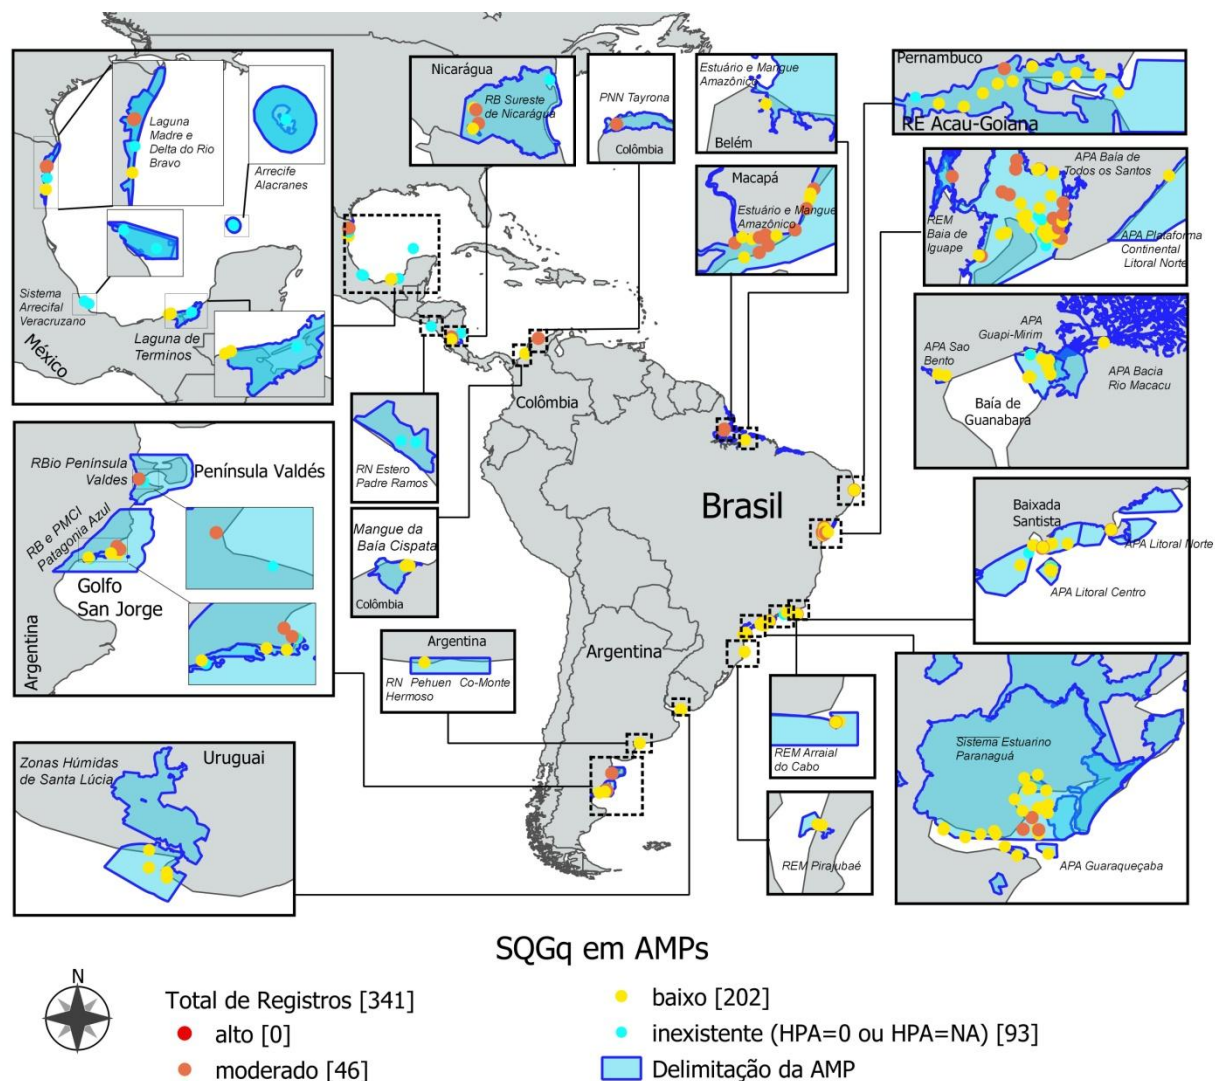 Laguna
Madre e
Delta do Rio
Bravo
Arrecife
Alacranes
Sistema
Arrecifal
Veracruzano
México
Laguna de
Terminos
Nicarágua
RB Sureste
de Nicarágua
PNN Tayrona
Colômbia
Estuário e Mangue
Amazônico
Belém
Macapá
Estuário e Mangue
Amazônico
Pernambuco
RE Acau-Goiana
APA Baía de
Todos os Santos
REM
Baia de
Iguape
APA Plataforma
Continental
Litoral Norte
APA
Guapi-Mirim
APA Sao
Bento
APA Bacia
Rio Macacu
Baía de
Guanabara
RN Estero
Padre Ramos
Mangue da
Baía Cispata
Colômbia
Colômbia
Brasil
Argentina
RBio Península
Valdes
Península Valdés
RB e PMCI
Patagonia Azul
Golfo
San Jorge
Argentina
Argentina
RN Pehuen Co-Monte
Hermoso
Baixada
Santista
APA Litoral Norte
APA Litoral Centro
REM Arraial
do Cabo
REM Pirajubaé
Sistema Estuarino
Paranaguá
APA Guaraqueçaba
Zonas Húmidas
de Santa Lúcia
Uruguai
SQGq em AMPs
N
Total de Registros [341]
alto [0]
moderado [46]
baixo [202]
inexistente (HPA=0 ou HPA=NA) [93]
Delimitação da AMP